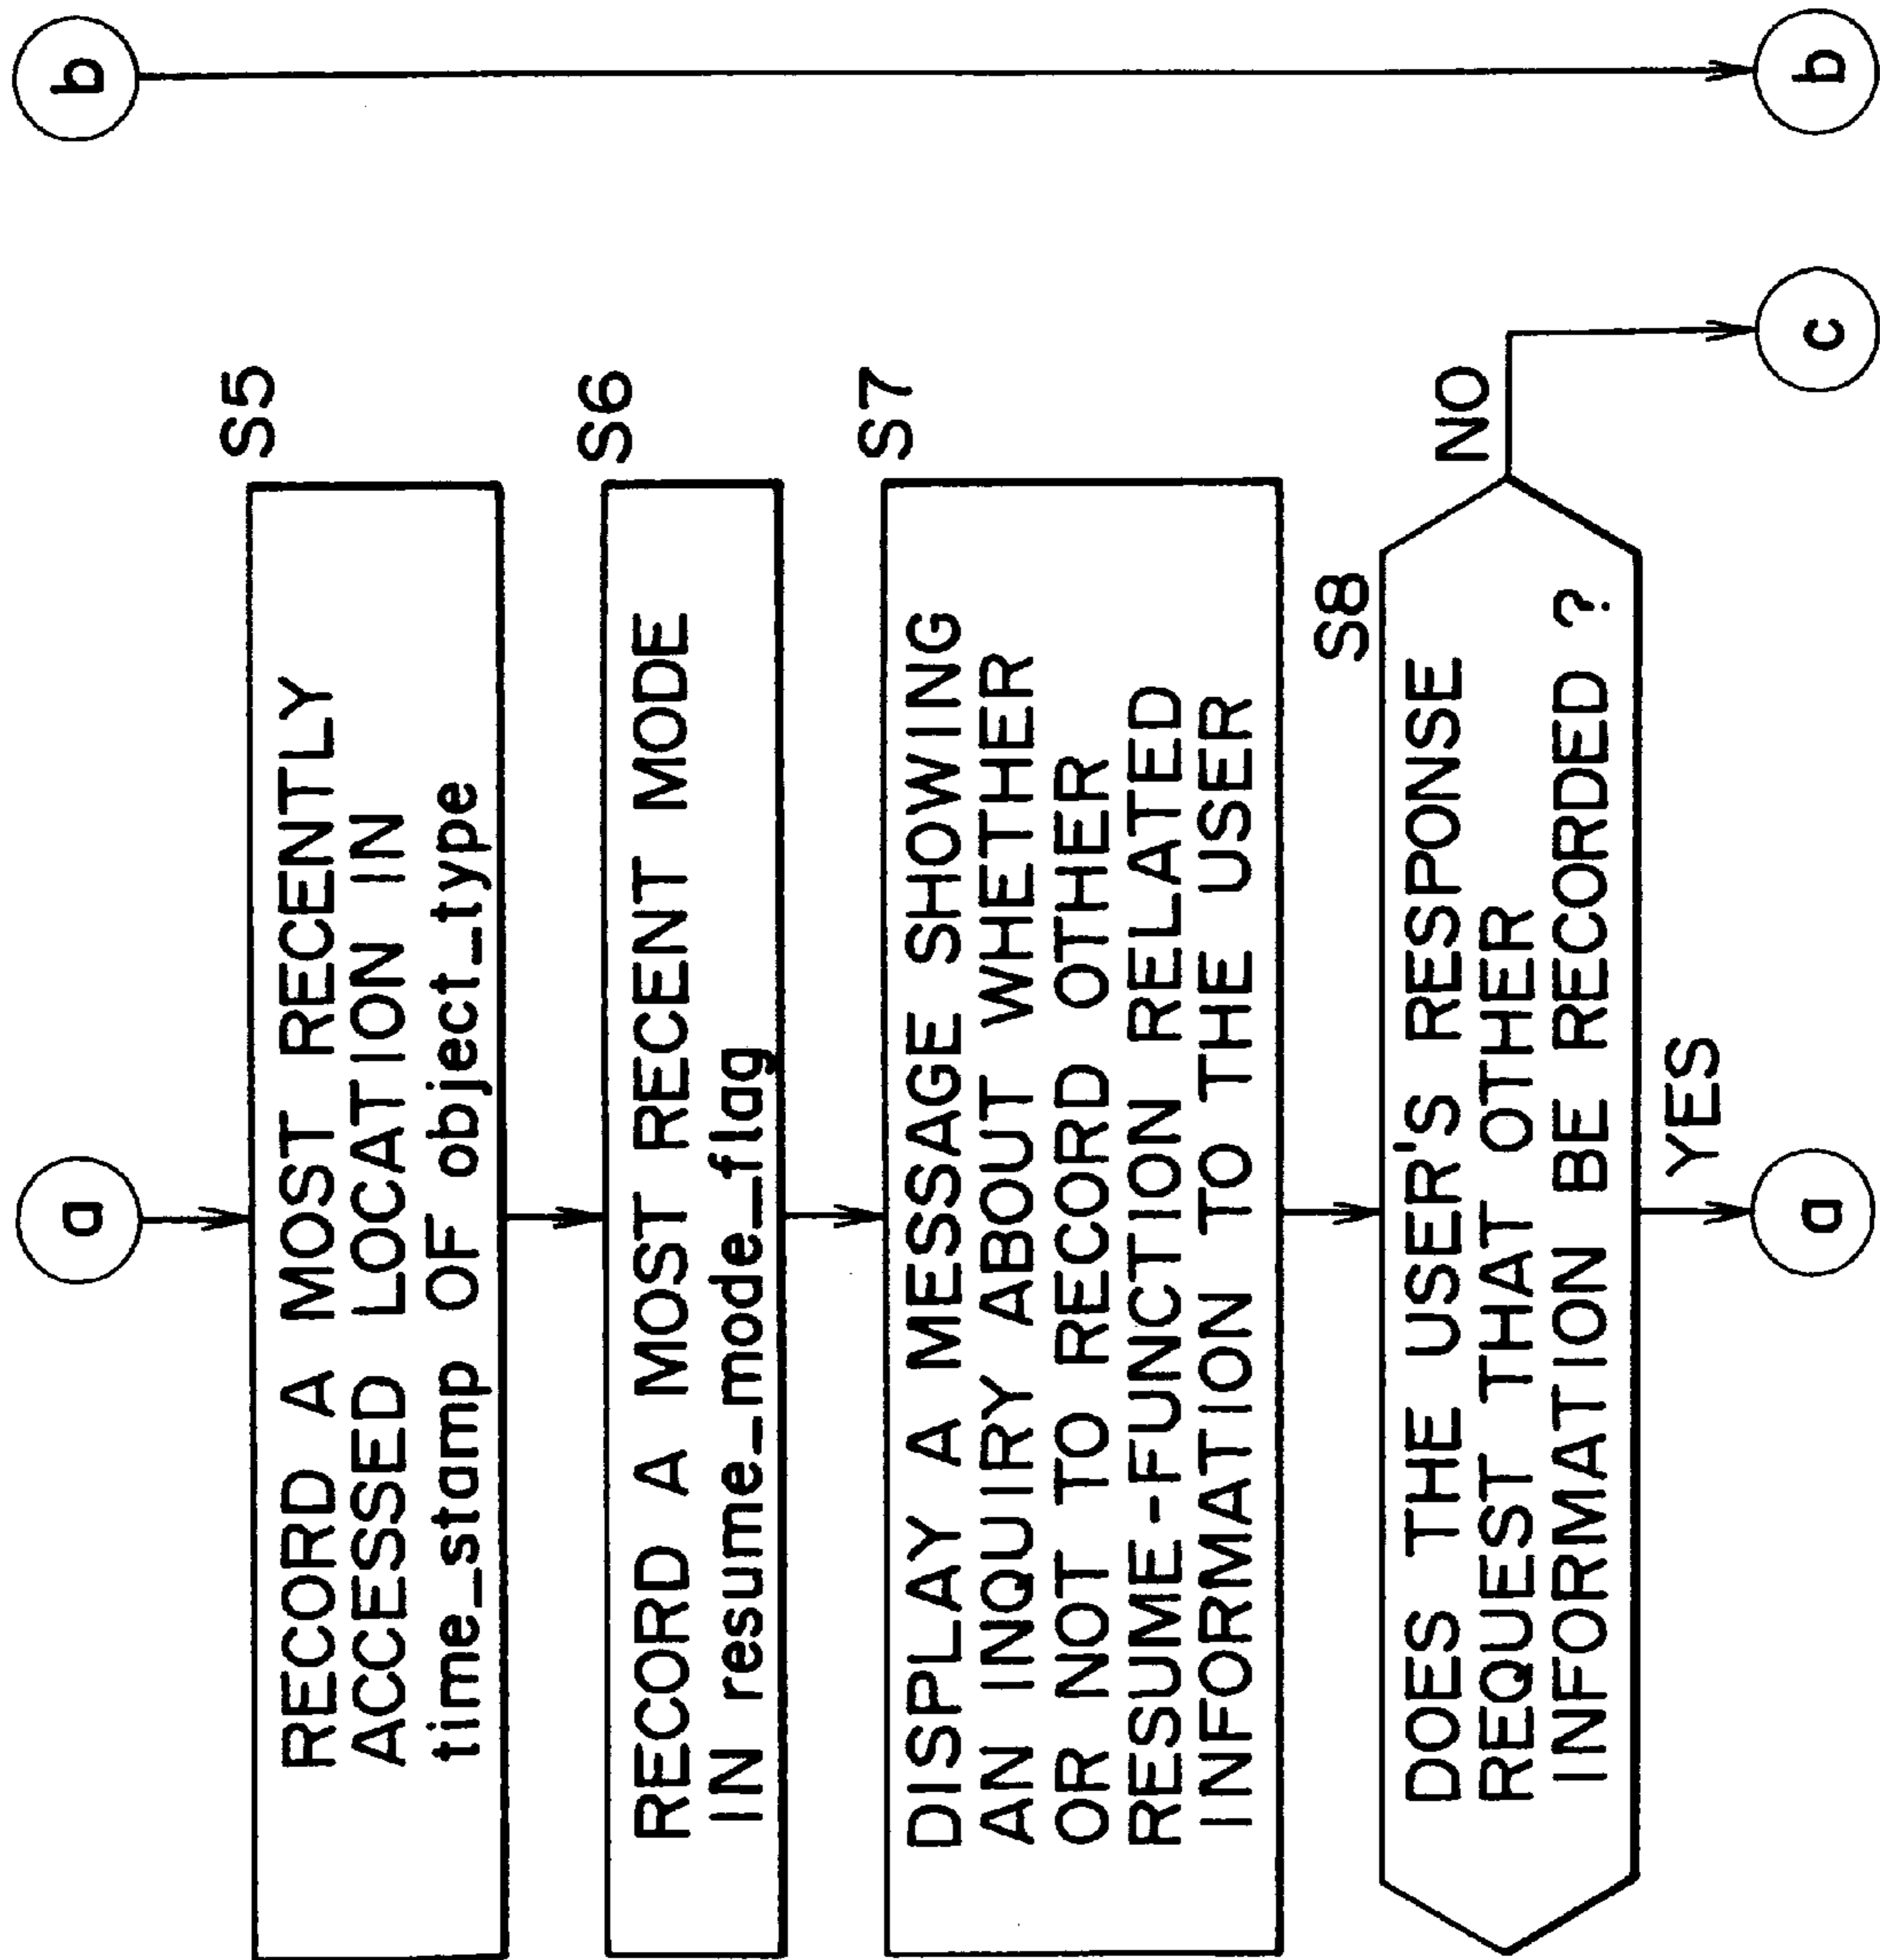 a
b
S5
RECORD A MOST RECENTLY
ACCESSED LOCATION IN
time_stamp OF object_type
S6
RECORD A MOST RECENT MODE
IN resume_mode_flag
S7
DISPLAY A MESSAGE SHOWING
AN INQUIRY ABOUT WHETHER
OR NOT TO RECORD OTHER
RESUME-FUNCTION RELATED
INFORMATION TO THE USER
S8
DOES THE USER'S RESPONSE
REQUEST THAT OTHER
INFORMATION BE RECORDED ?
NO
YES
a
c
b